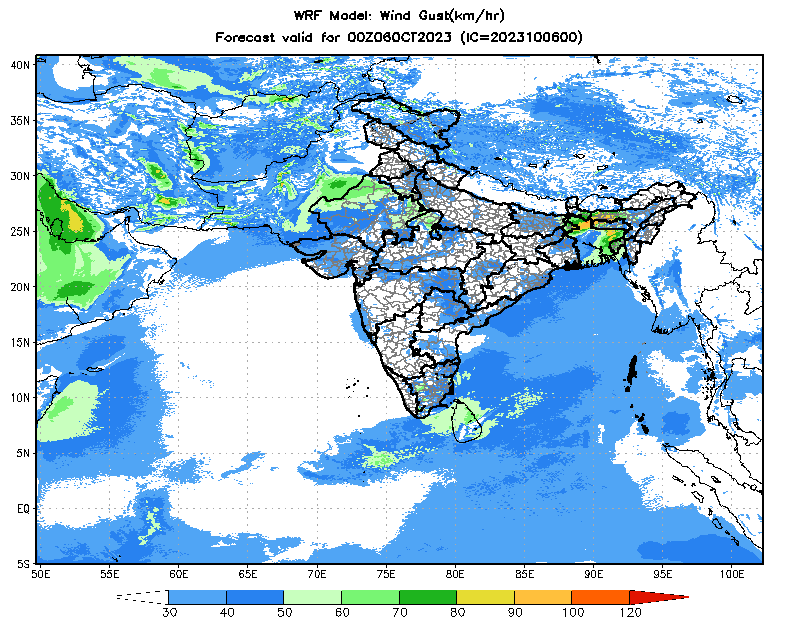 WRF Model: Wind Gust(km/hr)
Forecast valid for 00Z06OCT2023 (IC=2023100600)
40N
35N
30N
25N
20N
15N
10N
5N
EQ
5S
50E 55E 60E 65E 70E 75E 80E 85E 90E 95E 100E
30 40 50 60 70 80 90 100 120